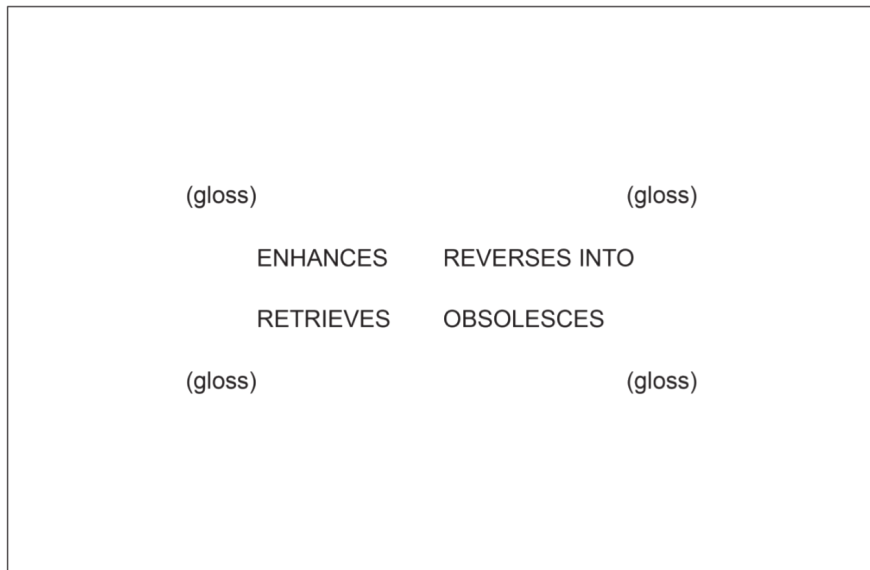 (gloss) (gloss)
ENHANCES REVERSES INTO
RETRIEVES OBSOLESCES
(gloss) (gloss)